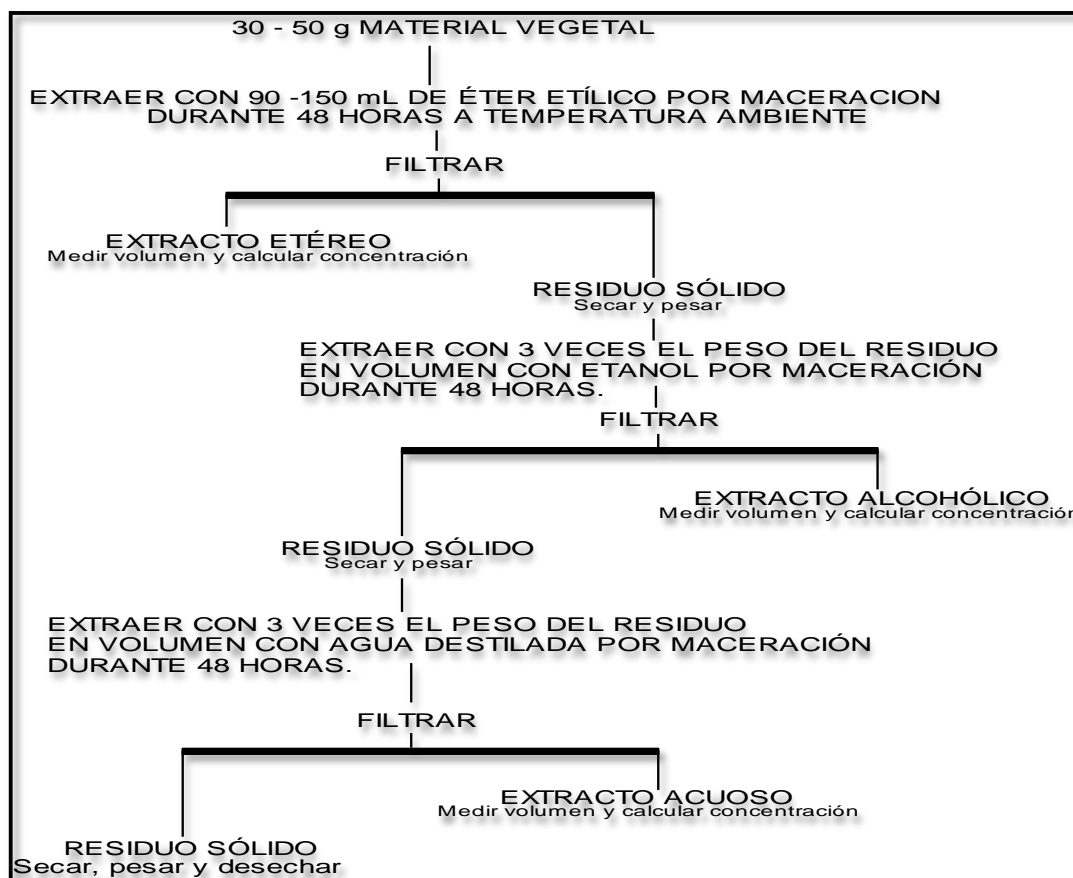 30 - 50 g MATERIAL VEGETAL
EXTRAER CON 90 -150 mL DE ÉTER ETÍLICO POR MACERACION
DURANTE 48 HORAS A TEMPERATURA AMBIENTE
FILTRAR
EXTRACTO ETÉREO
Medir volumen y calcular concentración
RESIDUO SÓLIDO
Secar y pesar
EXTRAER CON 3 VECES EL PESO DEL RESIDUO
EN VOLUMEN CON ETANOL POR MACERACIÓN
DURANTE 48 HORAS.
FILTRAR
EXTRACTO ALCOHÓLICO
Medir volumen y calcular concentración
RESIDUO SÓLIDO
Secar y pesar
EXTRAER CON 3 VECES EL PESO DEL RESIDUO
EN VOLUMEN CON AGUA DESTILADA POR MACERACIÓN
DURANTE 48 HORAS.
FILTRAR
EXTRACTO ACUOSO
Medir volumen y calcular concentración
RESIDUO SÓLIDO
Secar, pesar y desechar